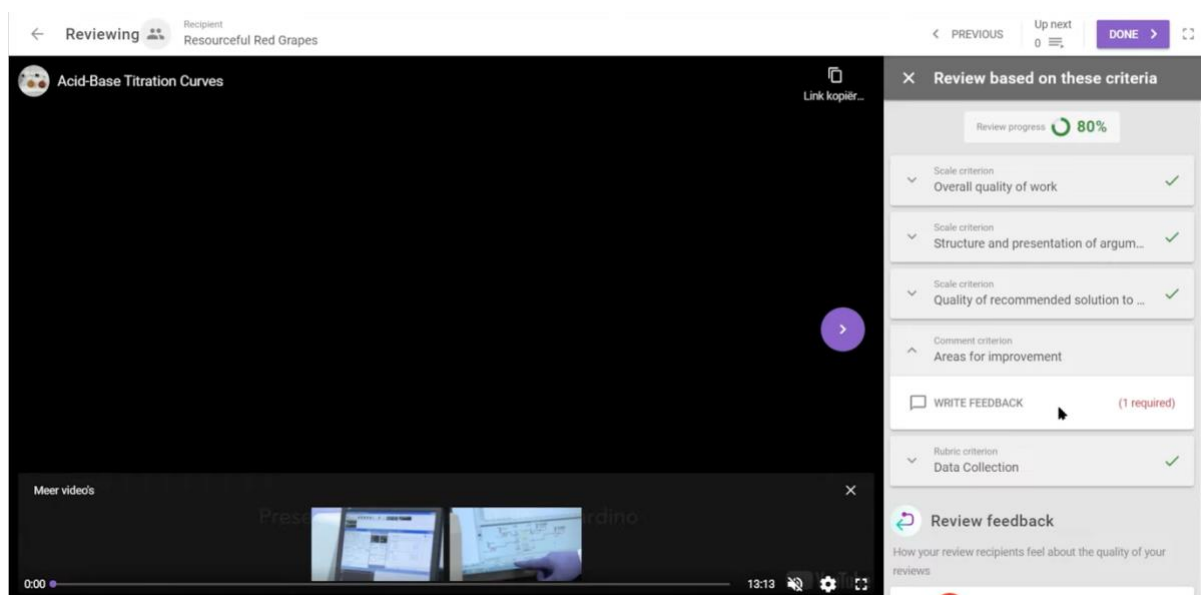 Reviewing
Recipient
Resourceful Red Grapes
PREVIOUS
Up next
0
DONE
Acid-Base Titration Curves
Link kopiër...
Meer video's
Prese
rdino
0:00
13:13
Review based on these criteria
Review progress 80%
Scale criterion
Overall quality of work
Scale criterion
Structure and presentation of argum...
Scale criterion
Quality of recommended solution to ...
Comment criterion
Areas for improvement
WRITE FEEDBACK (1 required)
Rubric criterion
Data Collection
Review feedback
How your review recipients feel about the quality of your
reviews